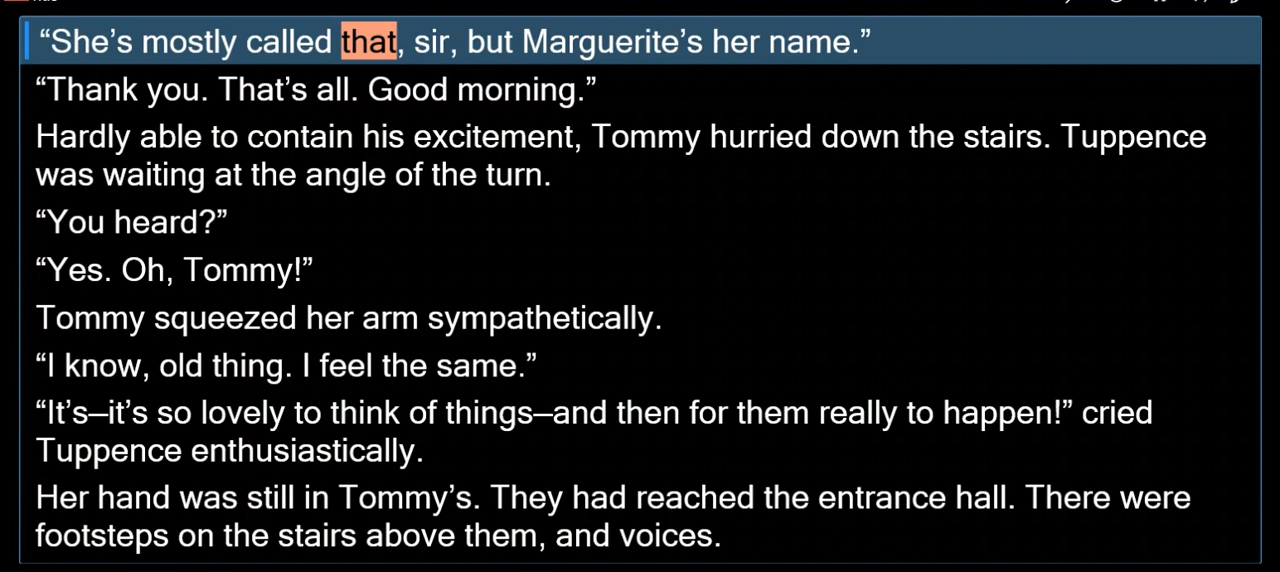 “She’s mostly called that, sir, but Marguerite’s her name.”
“Thank you. That’s all. Good morning.”
Hardly able to contain his excitement, Tommy hurried down the stairs. Tuppence
was waiting at the angle of the turn.
“You heard?”
“Yes. Oh, Tommy!”
Tommy squeezed her arm sympathetically.
“I know, old thing. I feel the same.”
“It’s—it’s so lovely to think of things—and then for them really to happen!” cried
Tuppence enthusiastically.
Her hand was still in Tommy’s. They had reached the entrance hall. There were
footsteps on the stairs above them, and voices.